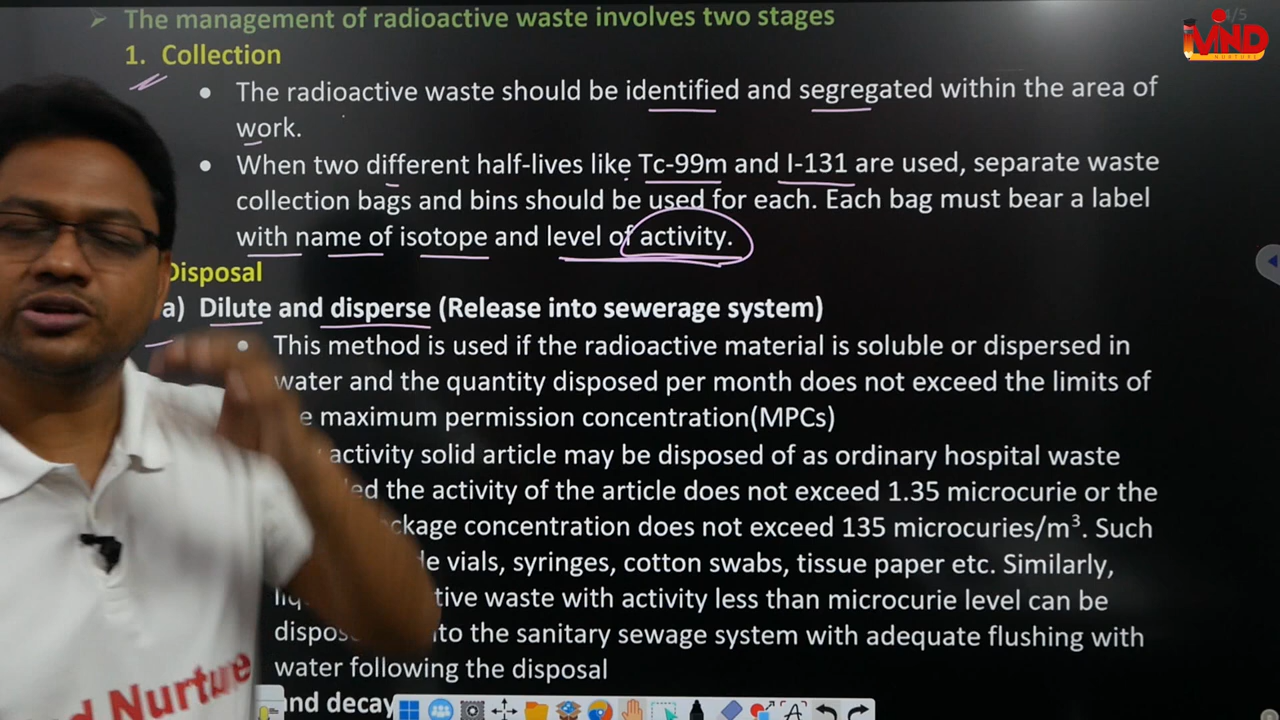 The management of radioactive waste involves two stages
4/5
MIND
NURTURE
1. Collection
The radioactive waste should be identified and segregated within the area of
work.
When two different half-lives like Tc-99m and I-131 are used, separate waste
collection bags and bins should be used for each. Each bag must bear a label
with name of isotope and level of activity.
Disposal
a) Dilute and disperse (Release into sewerage system)
This method is used if the radioactive material is soluble or dispersed in
water and the quantity disposed per month does not exceed the limits of
maximum permission concentration(MPCs)
activity solid article may be disposed of as ordinary hospital waste
the activity of the article does not exceed 1.35 microcurie or the
concentration does not exceed 135 microcuries/m³. Such
vials, syringes, cotton swabs, tissue paper etc. Similarly,
waste with activity less than microcurie level can be
the sanitary sewage system with adequate flushing with
water following the disposal
and decay
Nurture